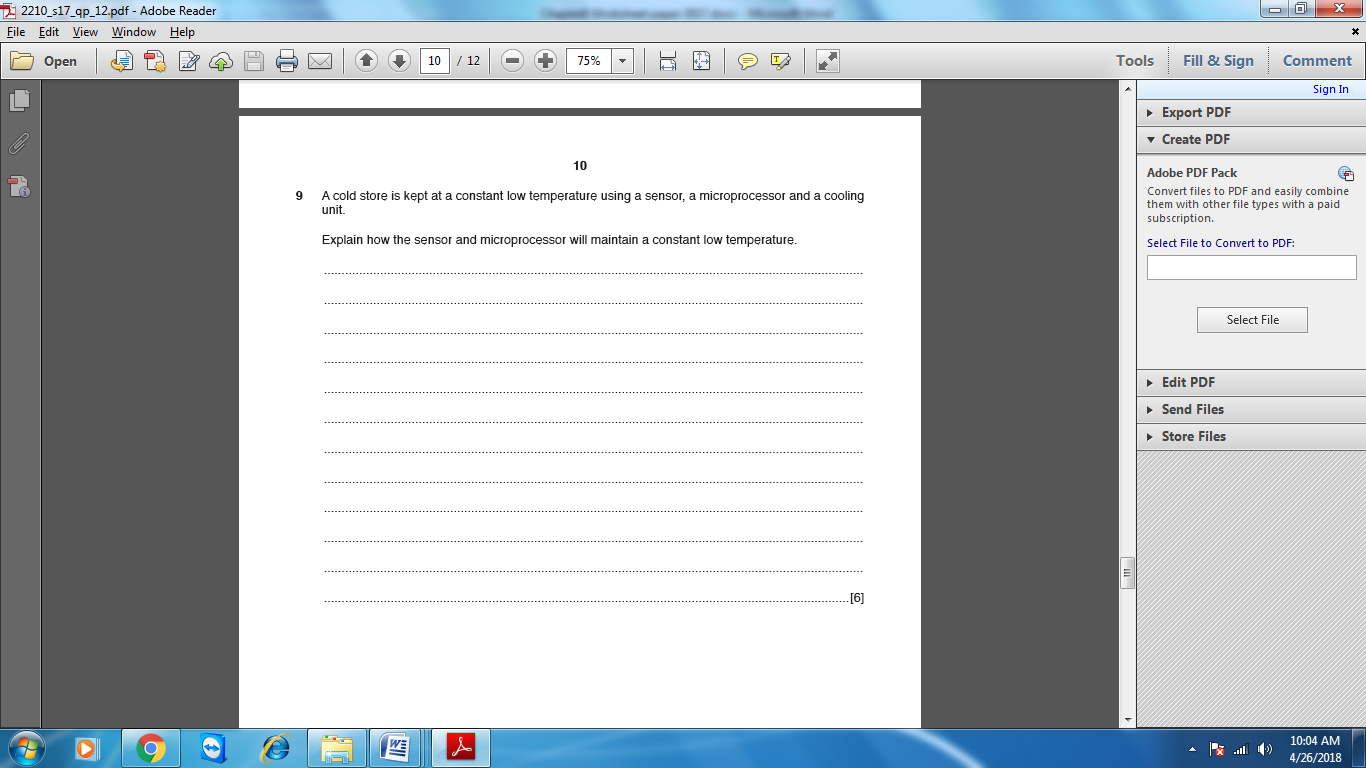 2210_s17_qp_12.pdf - Adobe Reader
File Edit View Window Help
Open
10 / 12
75%
Tools
Fill & Sign
Comment
Sign In
Export PDF
Create PDF
Adobe PDF Pack
Convert files to PDF and easily combine
them with other file types with a paid
subscription.
Select File to Convert to PDF:
Select File
Edit PDF
Send Files
Store Files
10
9 A cold store is kept at a constant low temperature using a sensor, a microprocessor and a cooling
unit.
Explain how the sensor and microprocessor will maintain a constant low temperature.
[6]
10:04 AM
4/26/2018